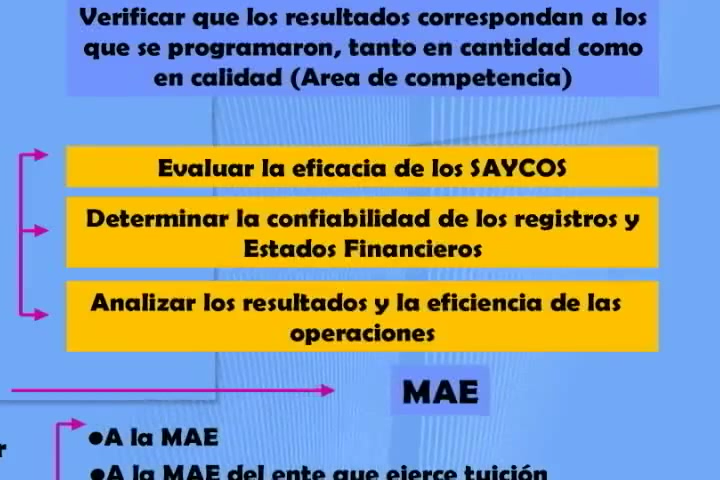 Verificar que los resultados correspondan a los
que se programaron, tanto en cantidad como
en calidad (Area de competencia)
Evaluar la eficacia de los SAYCOS
Determinar la confiabilidad de los registros y
Estados Financieros
Analizar los resultados y la eficiencia de las
operaciones
MAE
●A la MAE
●A la MAE del ente que ejerce tuición